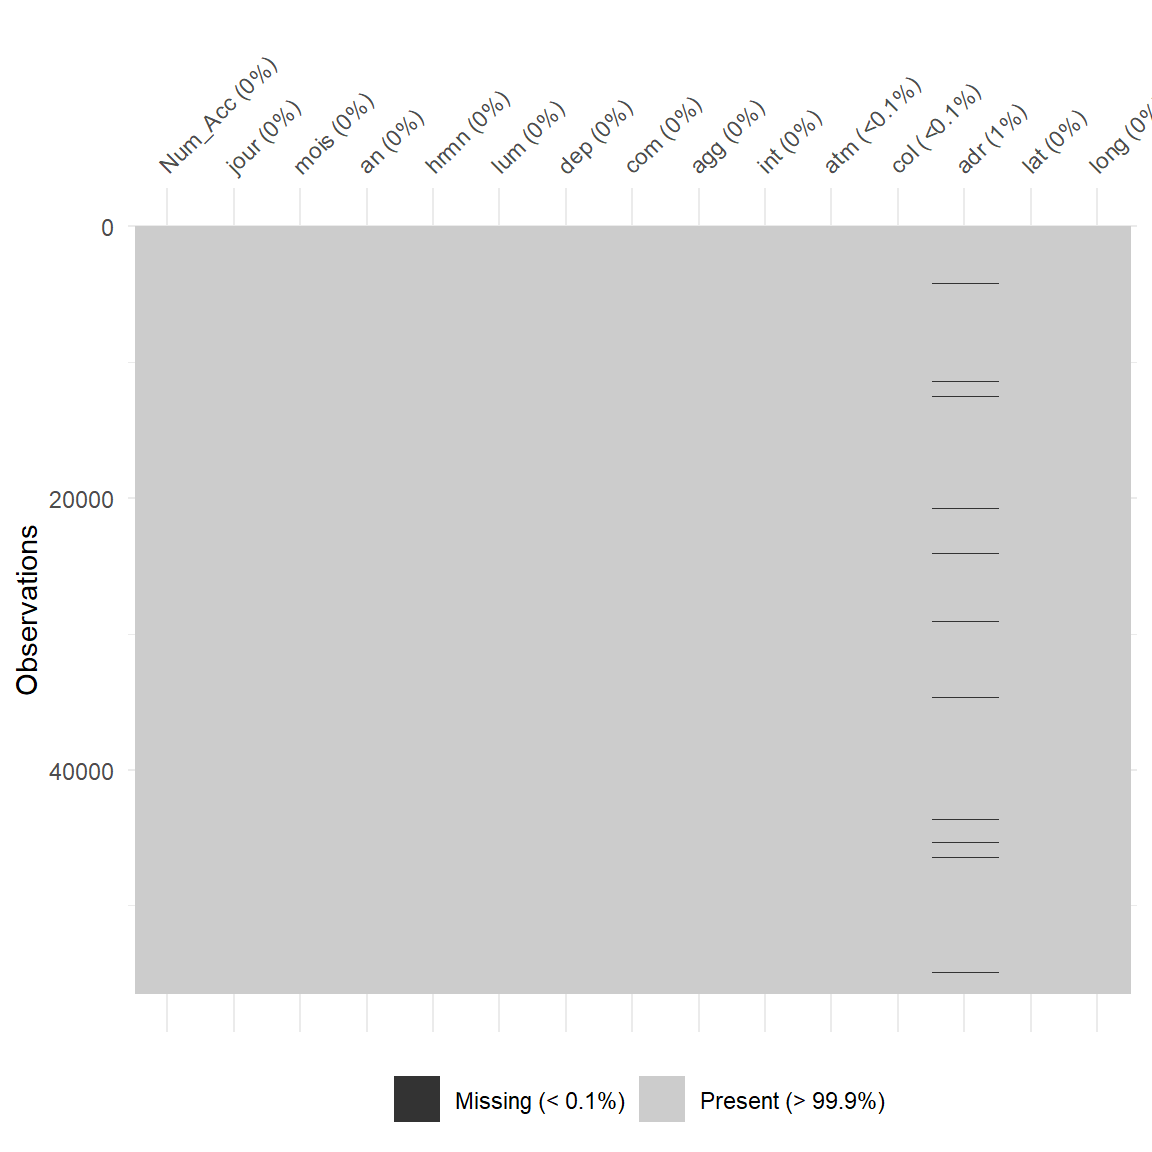 Num_Acc (0%)
jour (0%)
mois (0%)
an (0%)
hrmn (0%)
lum (0%)
dep (0%)
com (0%)
agg (0%)
int (0%)
atm (<0.1%)
col (<0.1%)
adr (1%)
lat (0%)
long (0%
0
20000
40000
Observations
Missing (< 0.1%)
Present (> 99.9%)